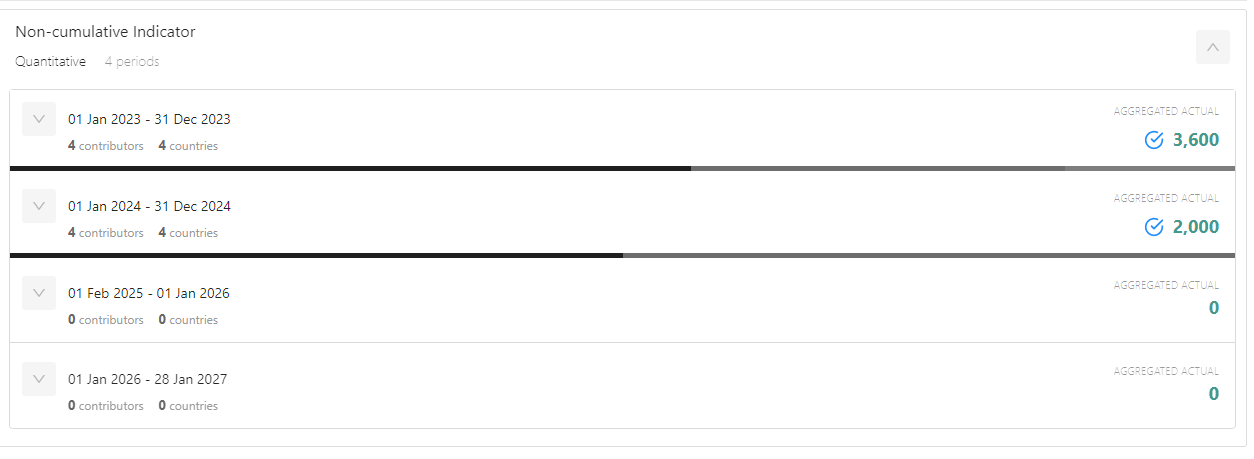 Non-cumulative Indicator
Quantitative 4 periods
01 Jan 2023 - 31 Dec 2023
4 contributors 4 countries
AGGREGATED ACTUAL
3,600
01 Jan 2024 - 31 Dec 2024
4 contributors 4 countries
AGGREGATED ACTUAL
2,000
01 Feb 2025 - 01 Jan 2026
0 contributors 0 countries
AGGREGATED ACTUAL
0
01 Jan 2026 - 28 Jan 2027
0 contributors 0 countries
AGGREGATED ACTUAL
0